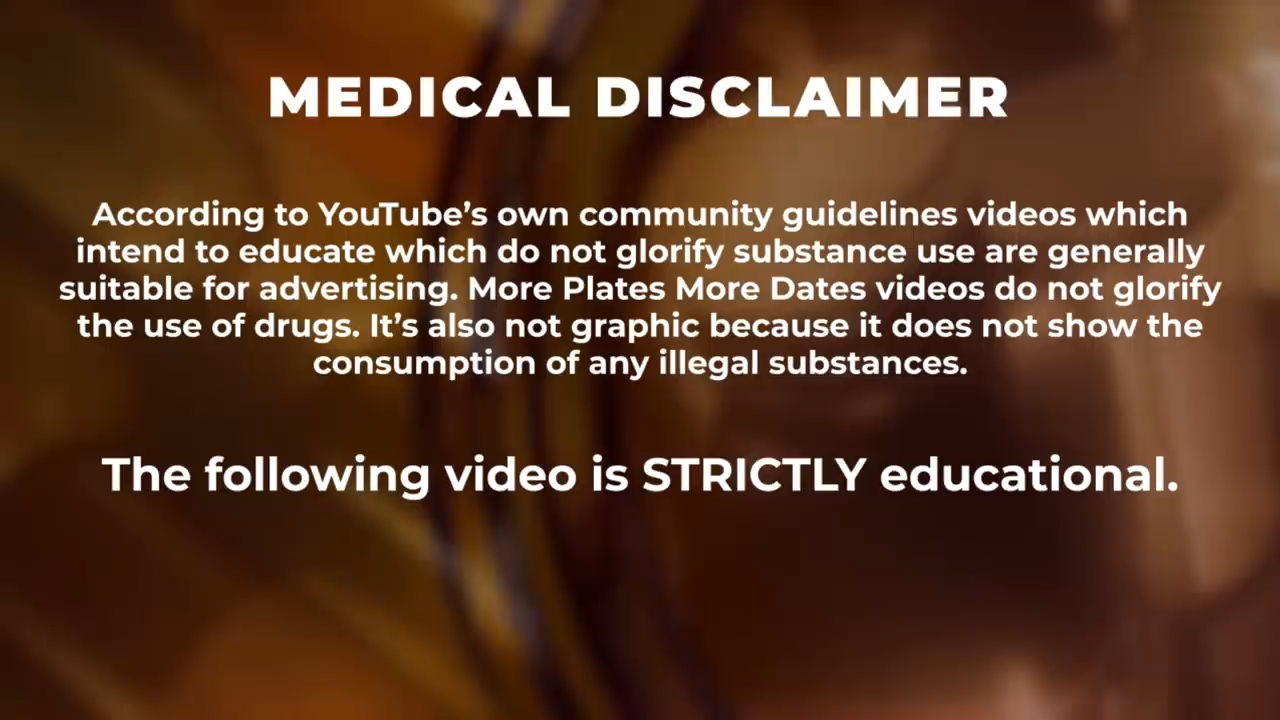 MEDICAL DISCLAIMER
According to YouTube’s own community guidelines videos which
intend to educate which do not glorify substance use are generally
suitable for advertising. More Plates More Dates videos do not glorify
the use of drugs. It’s also not graphic because it does not show the
consumption of any illegal substances.
The following video is STRICTLY educational.